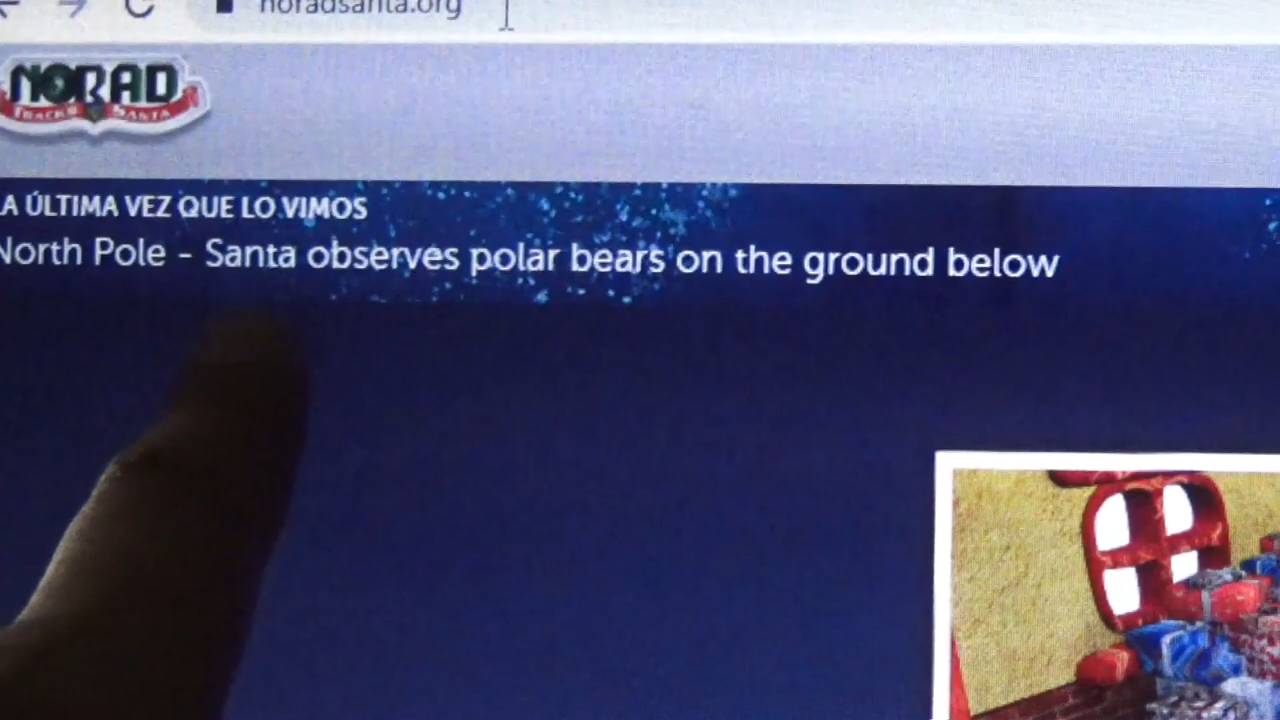 noradsanta.org
NORAD
TRACKS SANTA
LA ÚLTIMA VEZ QUE LO VIMOS
North Pole - Santa observes polar bears on the ground below